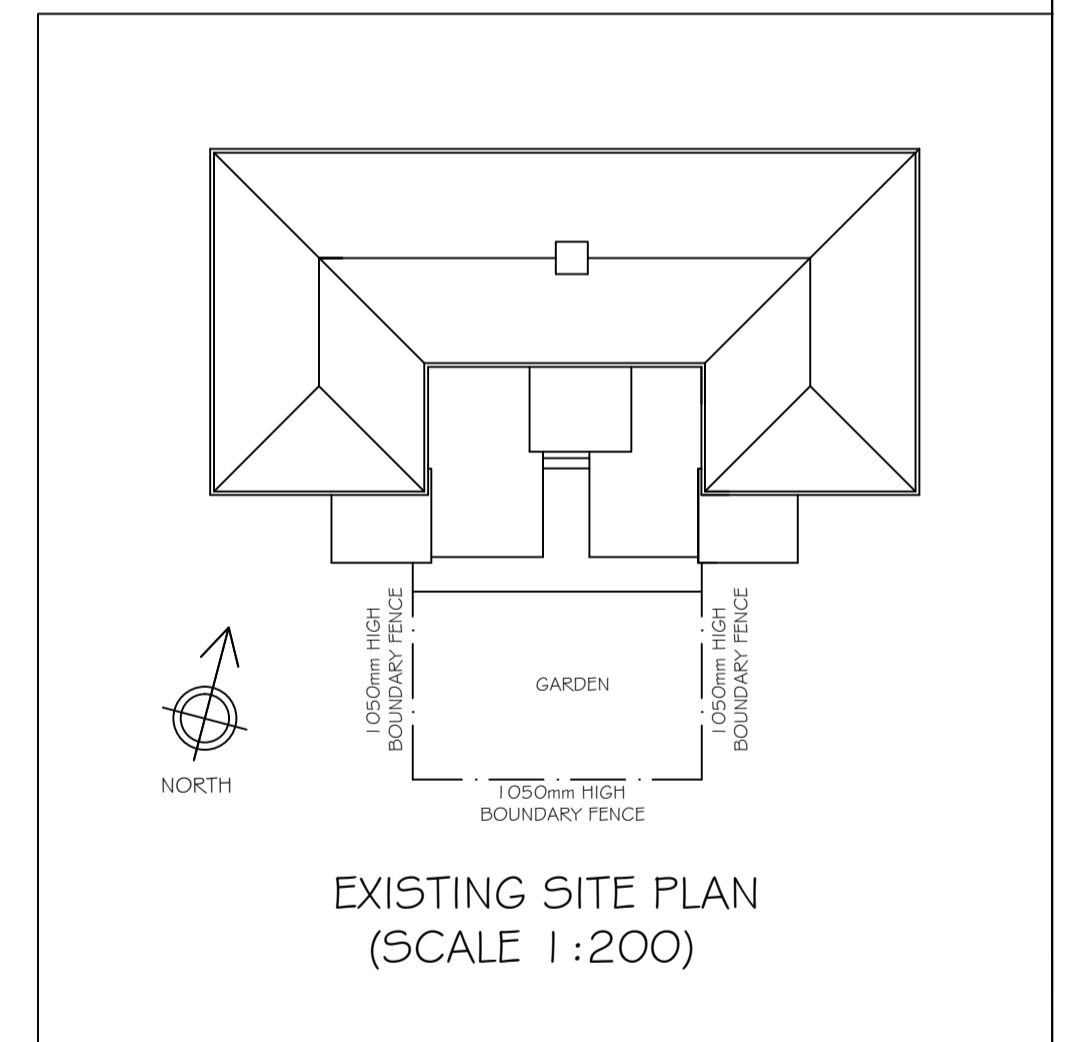 1050mm HIGH
BOUNDARY FENCE
1050mm HIGH
BOUNDARY FENCE
GARDEN
NORTH
1050mm HIGH
BOUNDARY FENCE
EXISTING SITE PLAN
(SCALE 1:200)